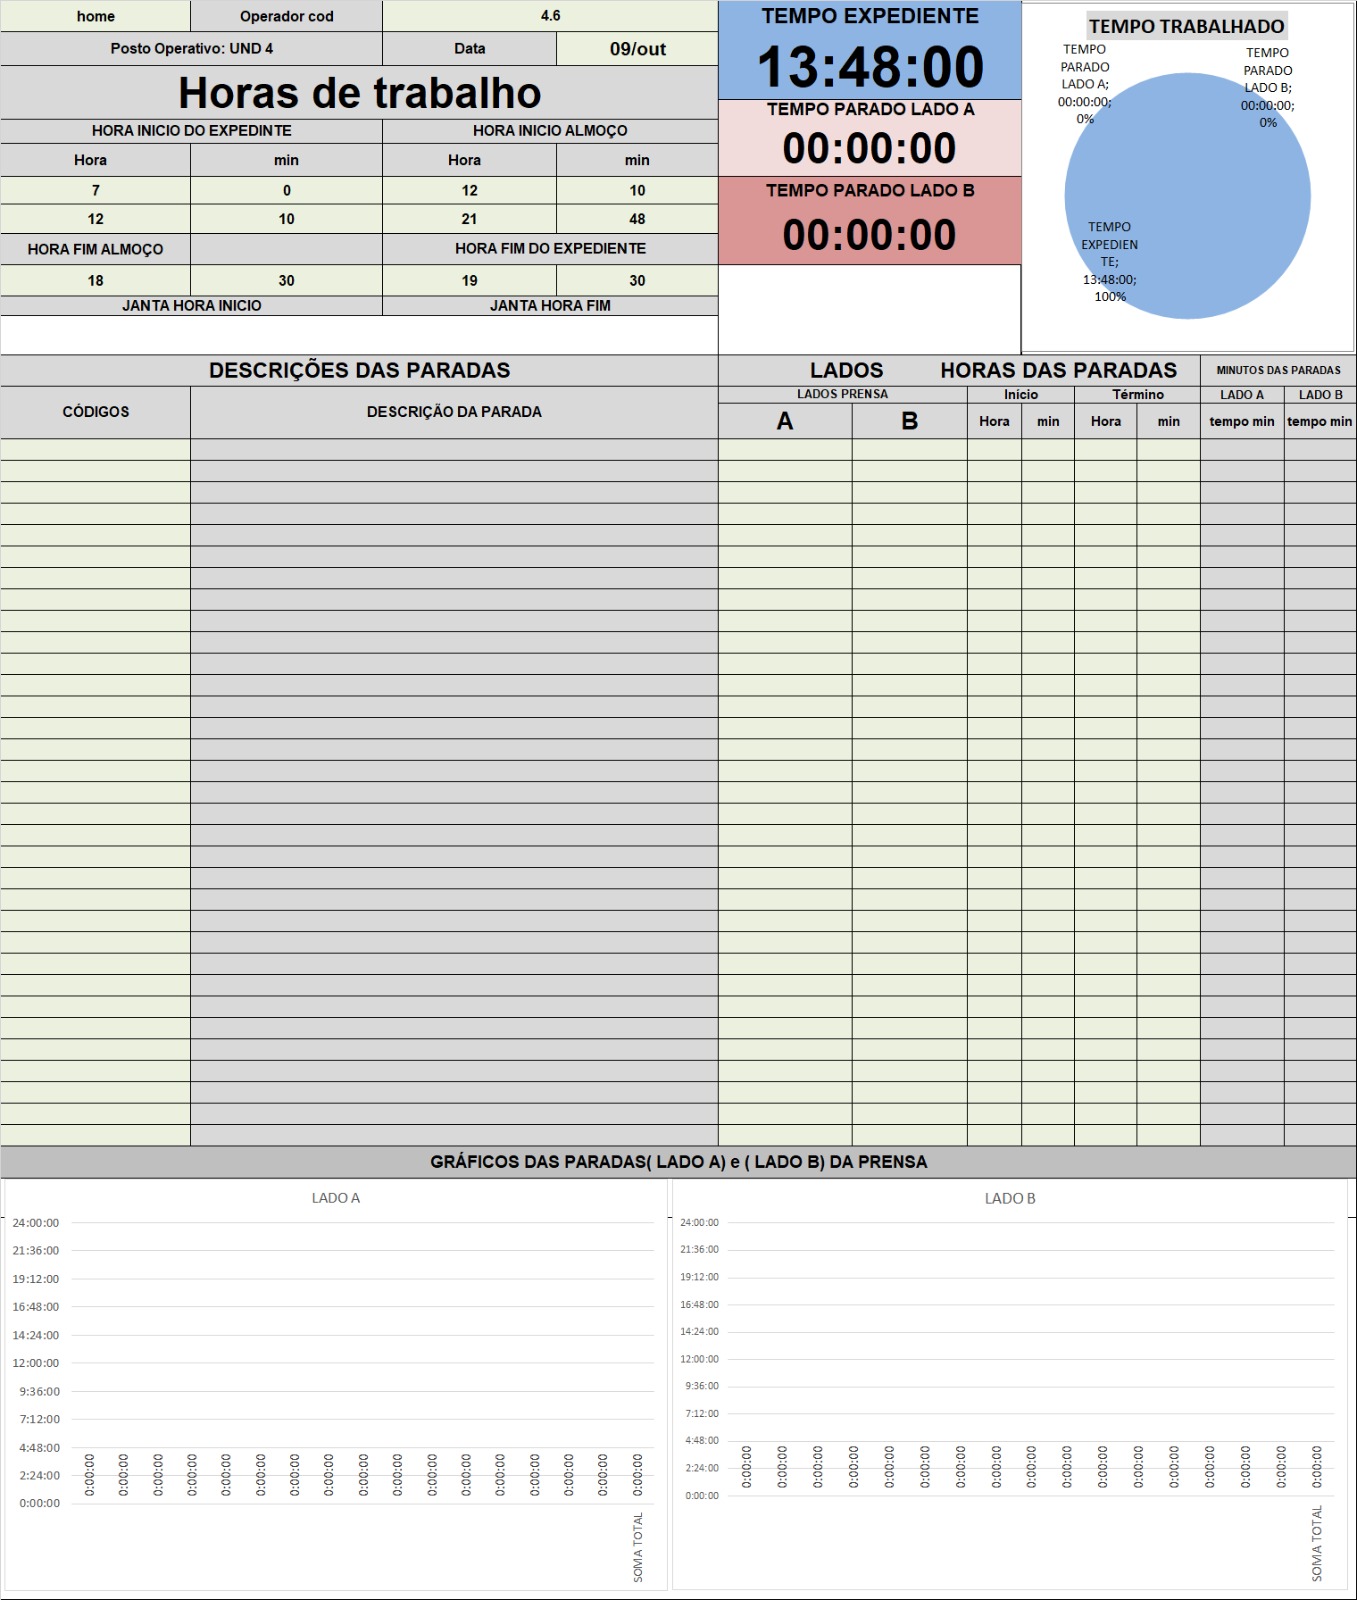 home Operador cod 4.6
Posto Operativo: UND 4 Data 09/out
Horas de trabalho
HORA INICIO DO EXPEDINTE HORA INICIO ALMOÇO
Hora min Hora min
7 0 12 10
12 10 21 48
HORA FIM ALMOÇO HORA FIM DO EXPEDIENTE
18 30 19 30
JANTA HORA INICIO JANTA HORA FIM
TEMPO EXPEDIENTE
13:48:00
TEMPO PARADO LADO A
00:00:00
TEMPO PARADO LADO B
00:00:00
TEMPO TRABALHADO
TEMPO
PARADO
LADO A;
00:00:00;
0%
TEMPO
PARADO
LADO B;
00:00:00;
0%
TEMPO
EXPEDIEN
TE;
13:48:00;
100%
DESCRIÇÕES DAS PARADAS LADOS HORAS DAS PARADAS MINUTOS DAS PARADAS
CÓDIGOS DESCRIÇÃO DA PARADA
LADOS PRENSA Início Término LADO A LADO B
A B Hora min Hora min tempo min tempo min
GRÁFICOS DAS PARADAS( LADO A) e ( LADO B) DA PRENSA
LADO A
24:00:00
21:36:00
19:12:00
16:48:00
14:24:00
12:00:00
9:36:00
7:12:00
4:48:00
2:24:00
0:00:00
0:00:00 0:00:00 0:00:00 0:00:00 0:00:00 0:00:00 0:00:00 0:00:00 0:00:00 0:00:00 0:00:00 0:00:00 0:00:00 0:00:00 0:00:00 0:00:00 0:00:00
SOMA TOTAL
LADO B
24:00:00
21:36:00
19:12:00
16:48:00
14:24:00
12:00:00
9:36:00
7:12:00
4:48:00
2:24:00
0:00:00
0:00:00 0:00:00 0:00:00 0:00:00 0:00:00 0:00:00 0:00:00 0:00:00 0:00:00 0:00:00 0:00:00 0:00:00 0:00:00 0:00:00 0:00:00 0:00:00 0:00:00
SOMA TOTAL